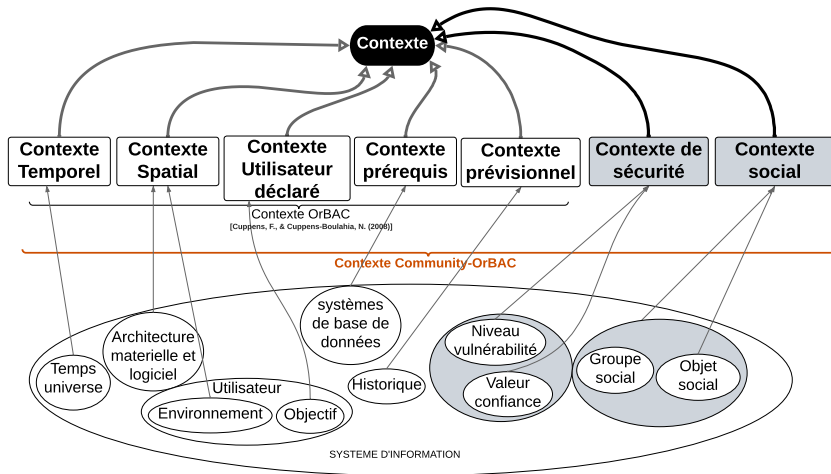 Contexte
Contexte
Temporel
Contexte
Spatial
Contexte
Utilisateur
déclaré
Contexte
prérequis
Contexte
prévisionnel
Contexte de
sécurité
Contexte
social
Contexte OrBAC
[Cuppens, F., & Cuppens-Boulahia, N. (2008)]
Contexte Community-OrBAC
systèmes
de base de
données
Architecture
materielle et
logiciel
Niveau
vulnérabilité
Temps
universe
Groupe
social
Objet
social
Utilisateur
Historique
Valeur
confiance
Environnement
Objectif
SYSTEME D'INFORMATION